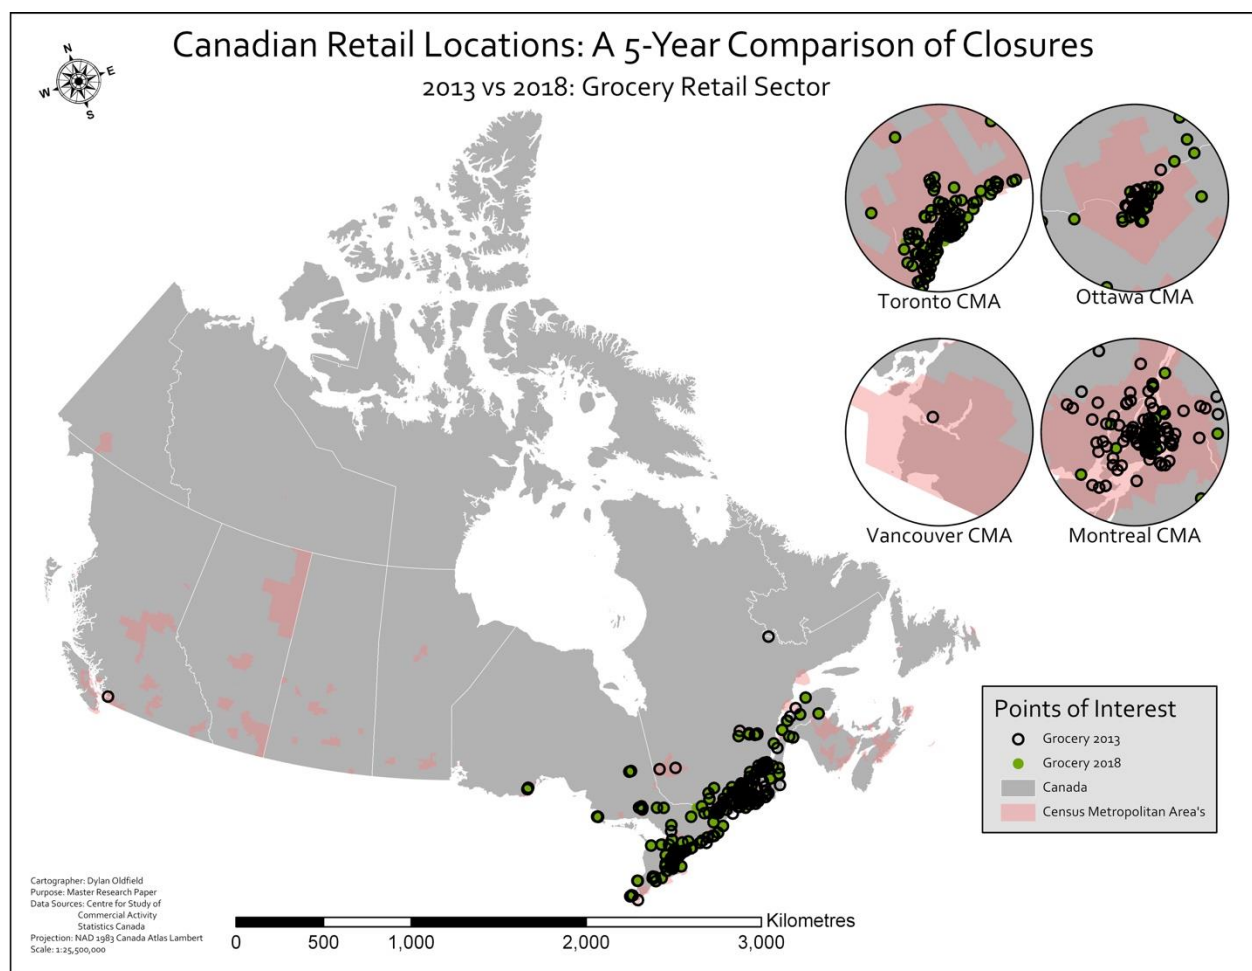 Canadian Retail Locations: A 5-Year Comparison of Closures
2013 vs 2018: Grocery Retail Sector
N
E
W
S
Toronto CMA
Ottawa CMA
Vancouver CMA
Montreal CMA
Points of Interest
Grocery 2013
Grocery 2018
Canada
Census Metropolitan Area's
Cartographer: Dylan Oldfield
Purpose: Master Research Paper
Data Sources: Centre for Study of
Commercial Activity
Statistics Canada
Projection: NAD 1983 Canada Atlas Lambert
Scale: 1:25,500,000
Kilometres
0 500 1,000 2,000 3,000